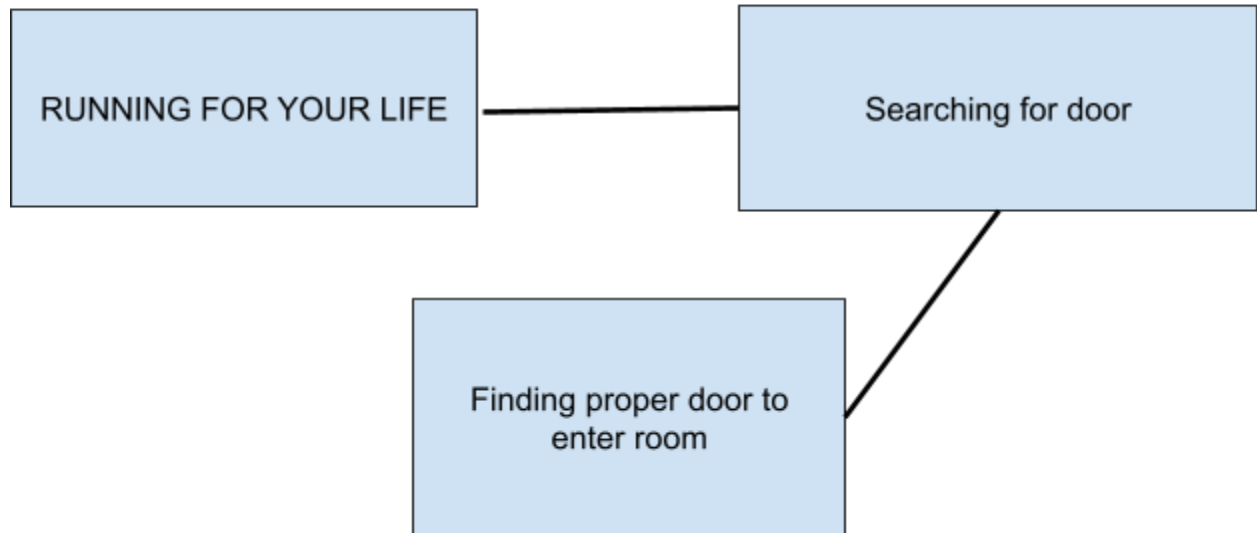 RUNNING FOR YOUR LIFE
Searching for door
Finding proper door to
enter room